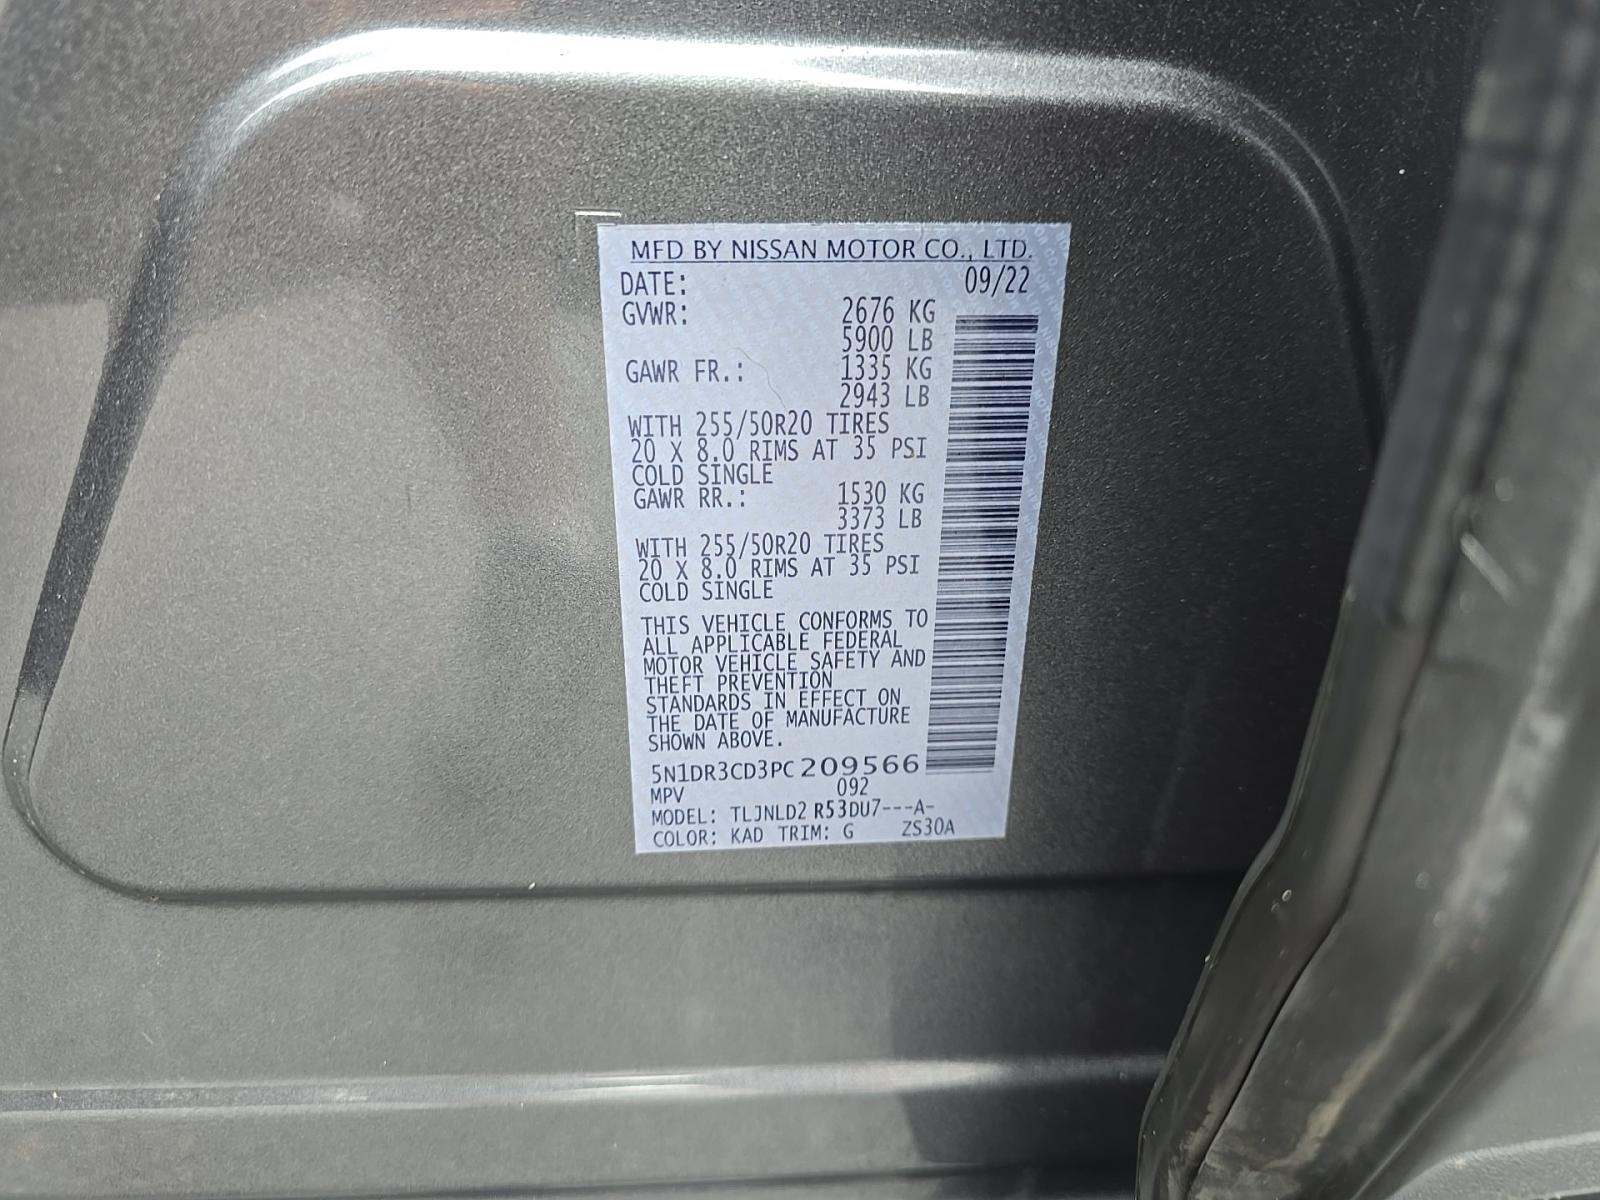 MFD BY NISSAN MOTOR CO., LTD.
DATE: 09/22
GVWR: 2676 KG
5900 LB
GAWR FR.: 1335 KG
2943 LB
WITH 255/50R20 TIRES
20 X 8.0 RIMS AT 35 PSI
COLD SINGLE
GAWR RR.: 1530 KG
3373 LB
WITH 255/50R20 TIRES
20 X 8.0 RIMS AT 35 PSI
COLD SINGLE
THIS VEHICLE CONFORMS TO
ALL APPLICABLE FEDERAL
MOTOR VEHICLE SAFETY AND
THEFT PREVENTION
STANDARDS IN EFFECT ON
THE DATE OF MANUFACTURE
SHOWN ABOVE.
5N1DR3CD3PC209566
MPV 092
MODEL: TLJNLD2 R53DU7---A-
COLOR: KAD TRIM: G ZS30A